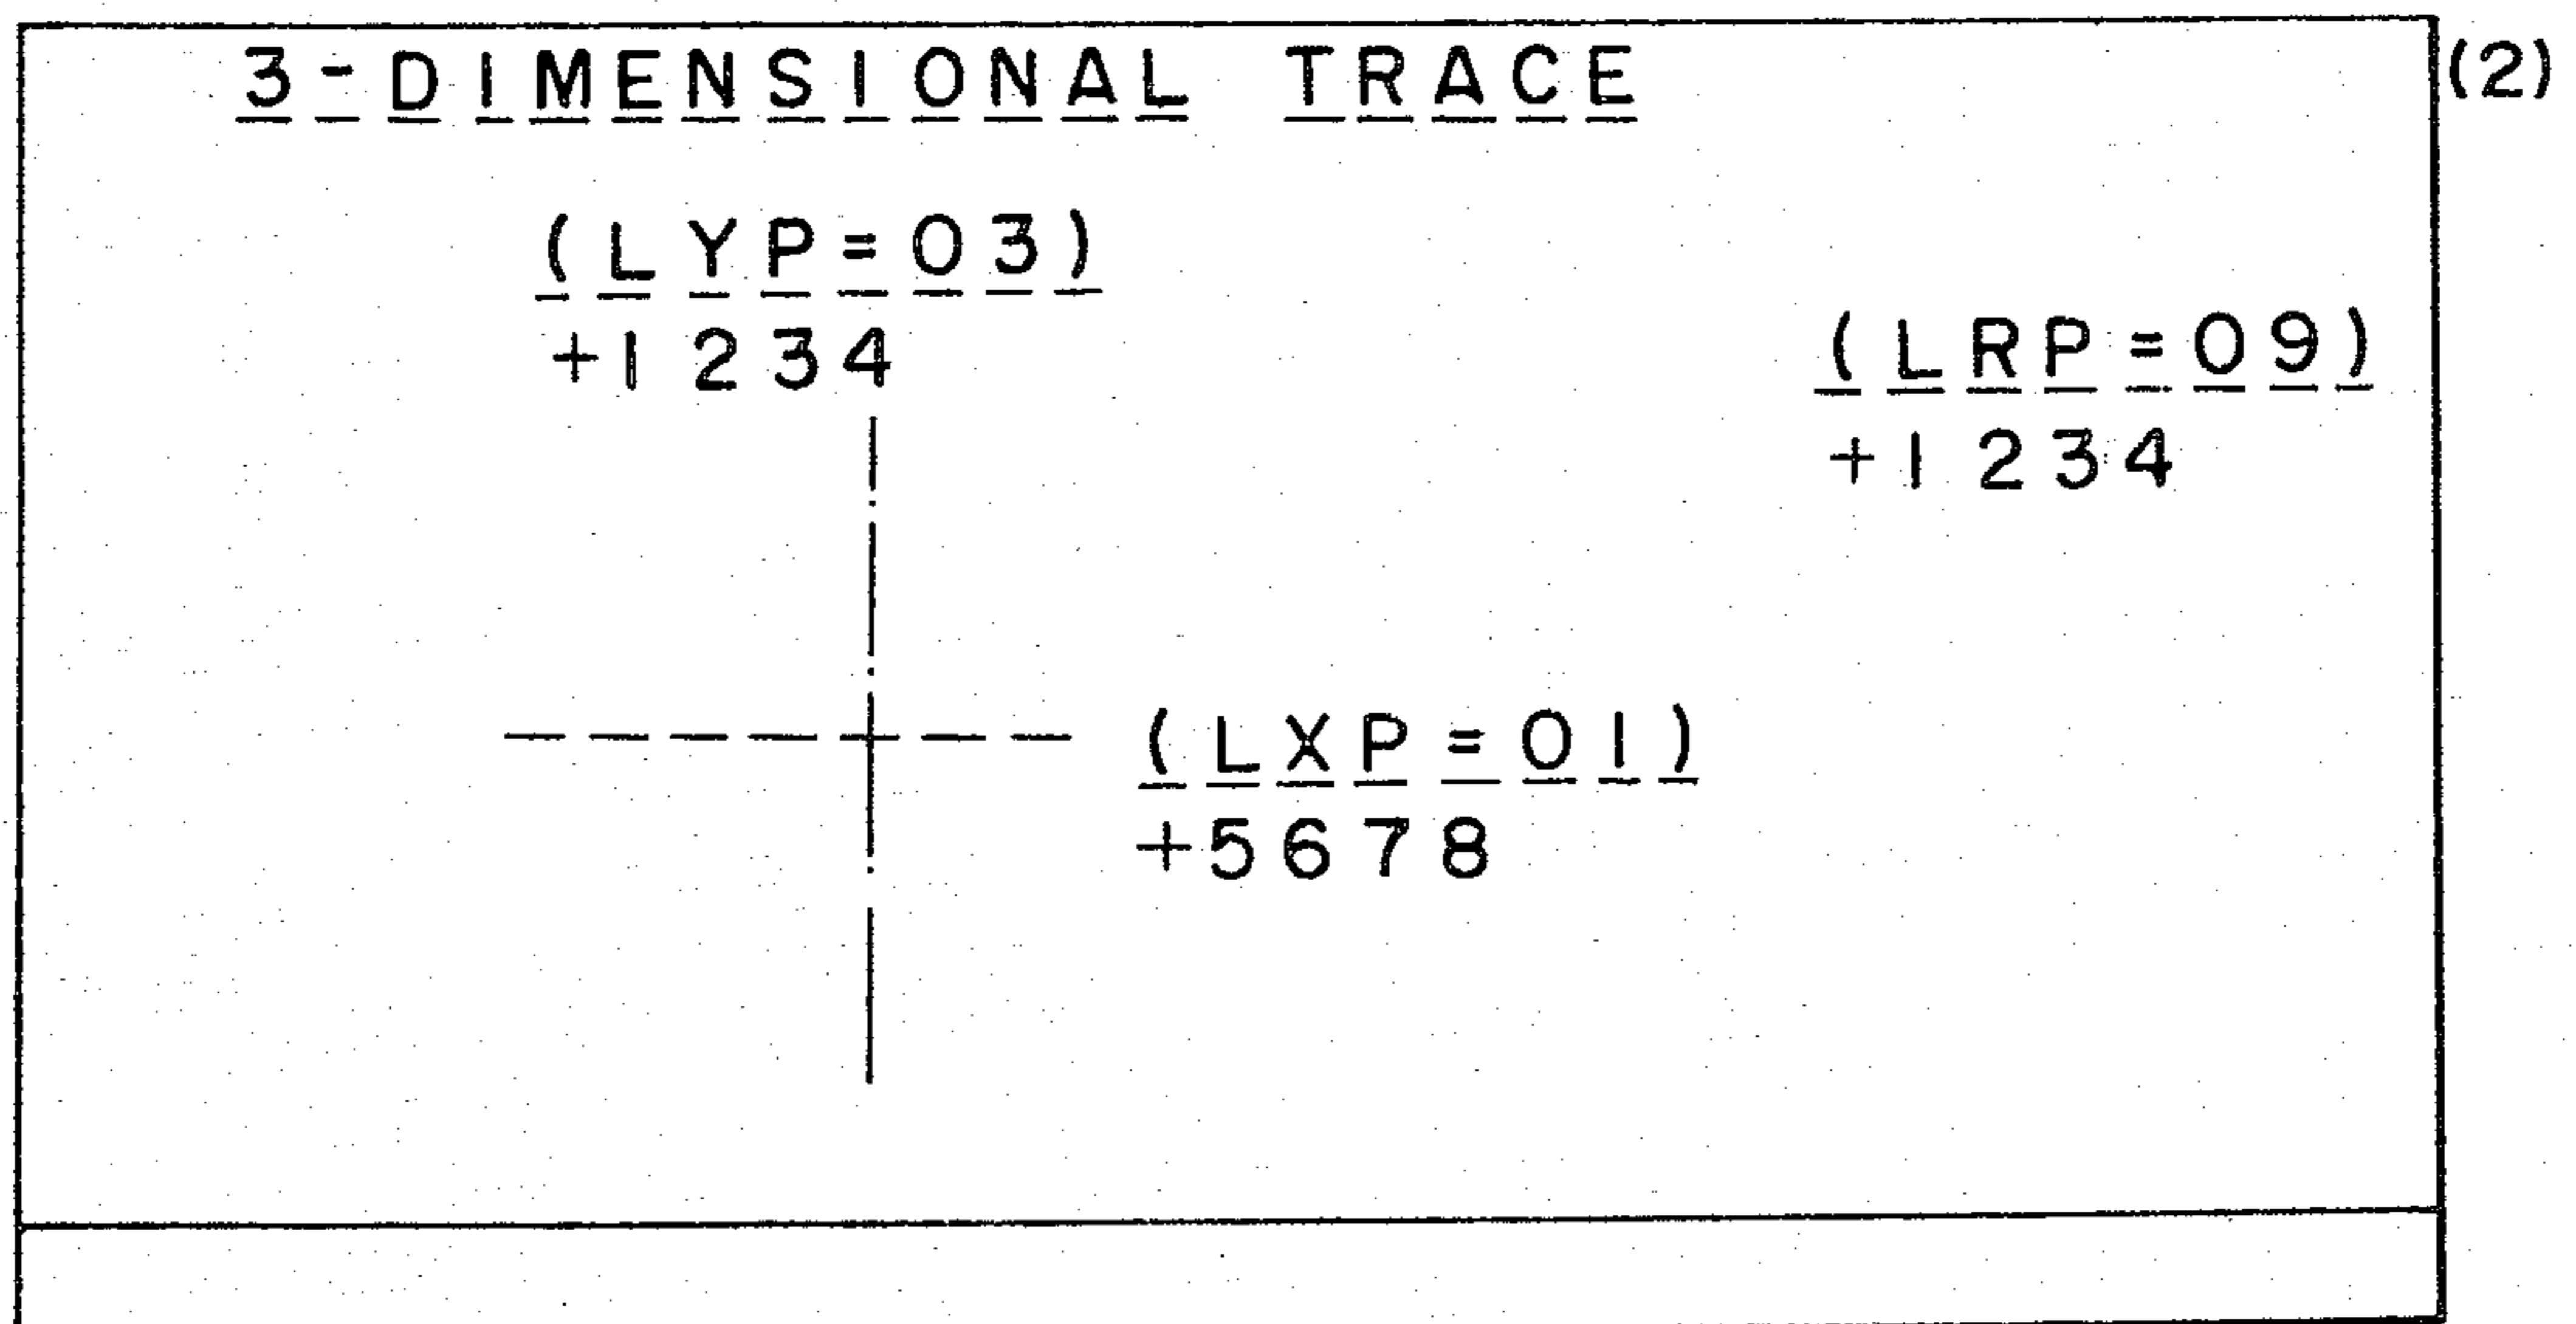 3-DIMENSIONAL TRACE
(2)
(LYP=03)
+1234
(LRP=09)
+1234
(LXP=01)
+5678